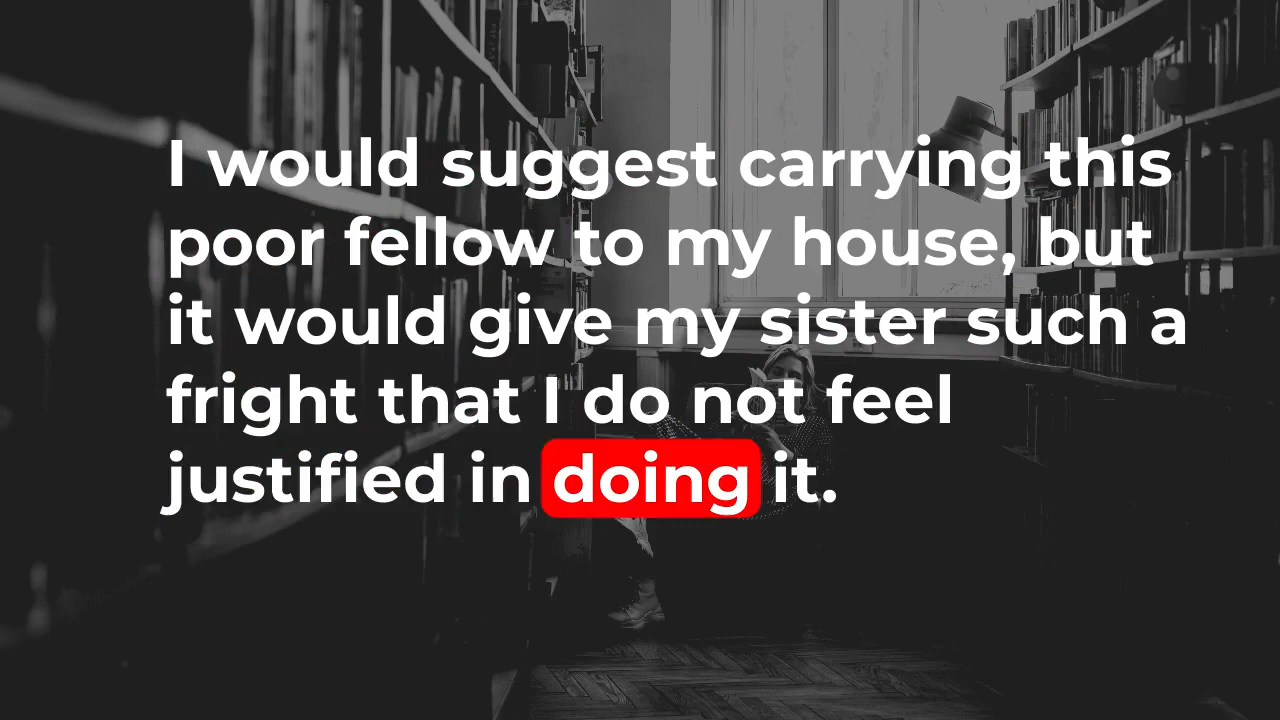 I would suggest carrying this
poor fellow to my house, but
it would give my sister such a
fright that I do not feel
justified in doing it.